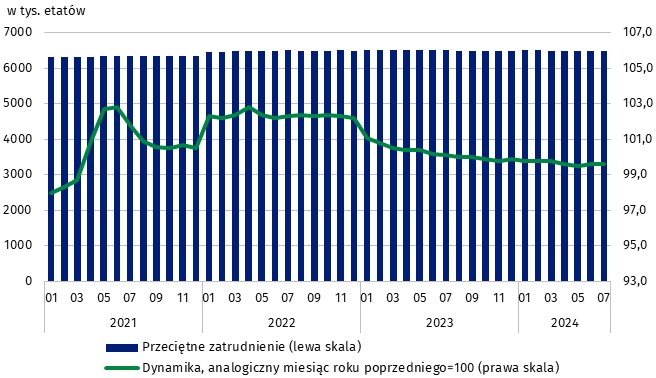 w tys. etatów
7000 107,0
6000 105,0
5000 103,0
4000 101,0
3000 99,0
2000 97,0
1000 95,0
0 93,0
01 03 05 07 09 11 01 03 05 07 09 11 01 03 05 07 09 11 01 03 05 07
2021 2022 2023 2024
Przeciętne zatrudnienie (lewa skala)
Dynamika, analogiczny miesiąc roku poprzedniego=100 (prawa skala)